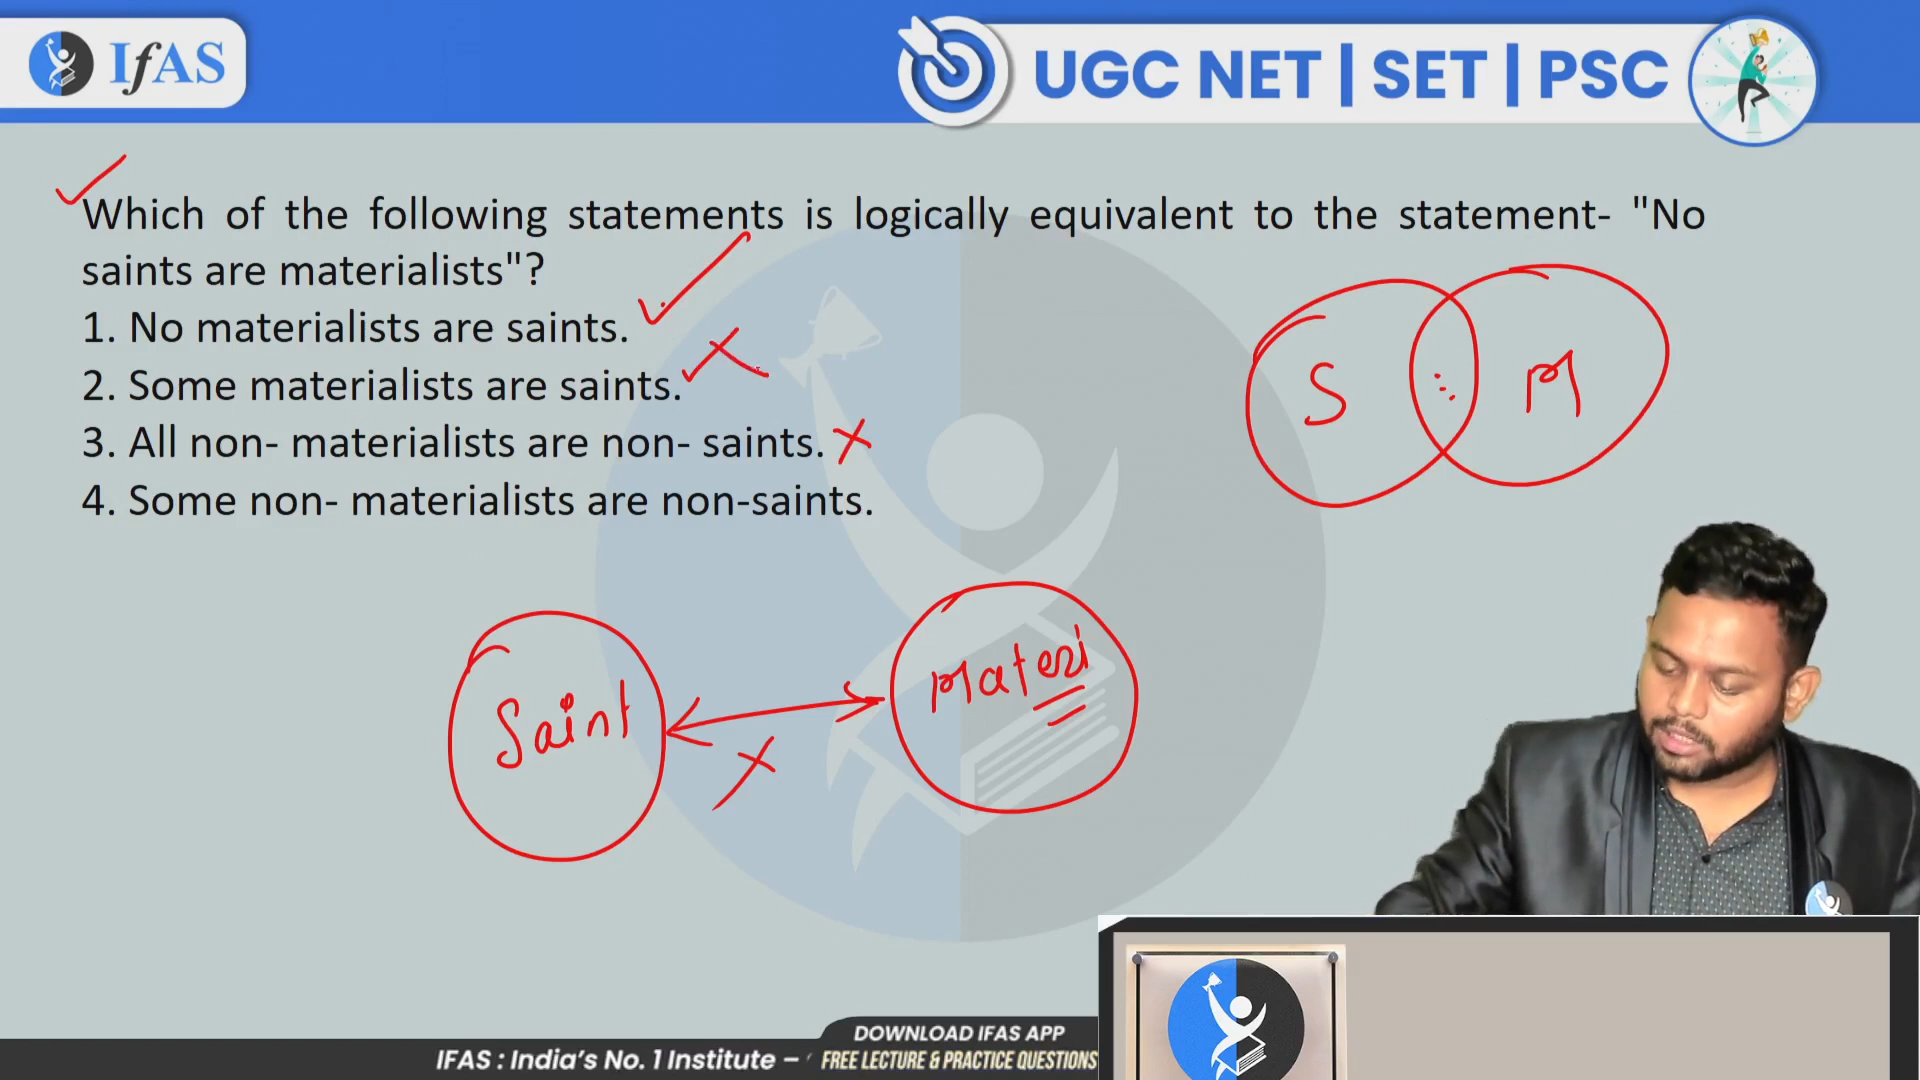 IfAS
UGC NET | SET | PSC
Which of the following statements is logically equivalent to the statement- "No
saints are materialists"?
1. No materialists are saints.
2. Some materialists are saints.
3. All non- materialists are non- saints.
4. Some non- materialists are non-saints.
S
M
Saint
Materi
DOWNLOAD IFAS APP
IFAS : India's No. 1 Institute –
FREE LECTURE & PRACTICE QUESTIONS